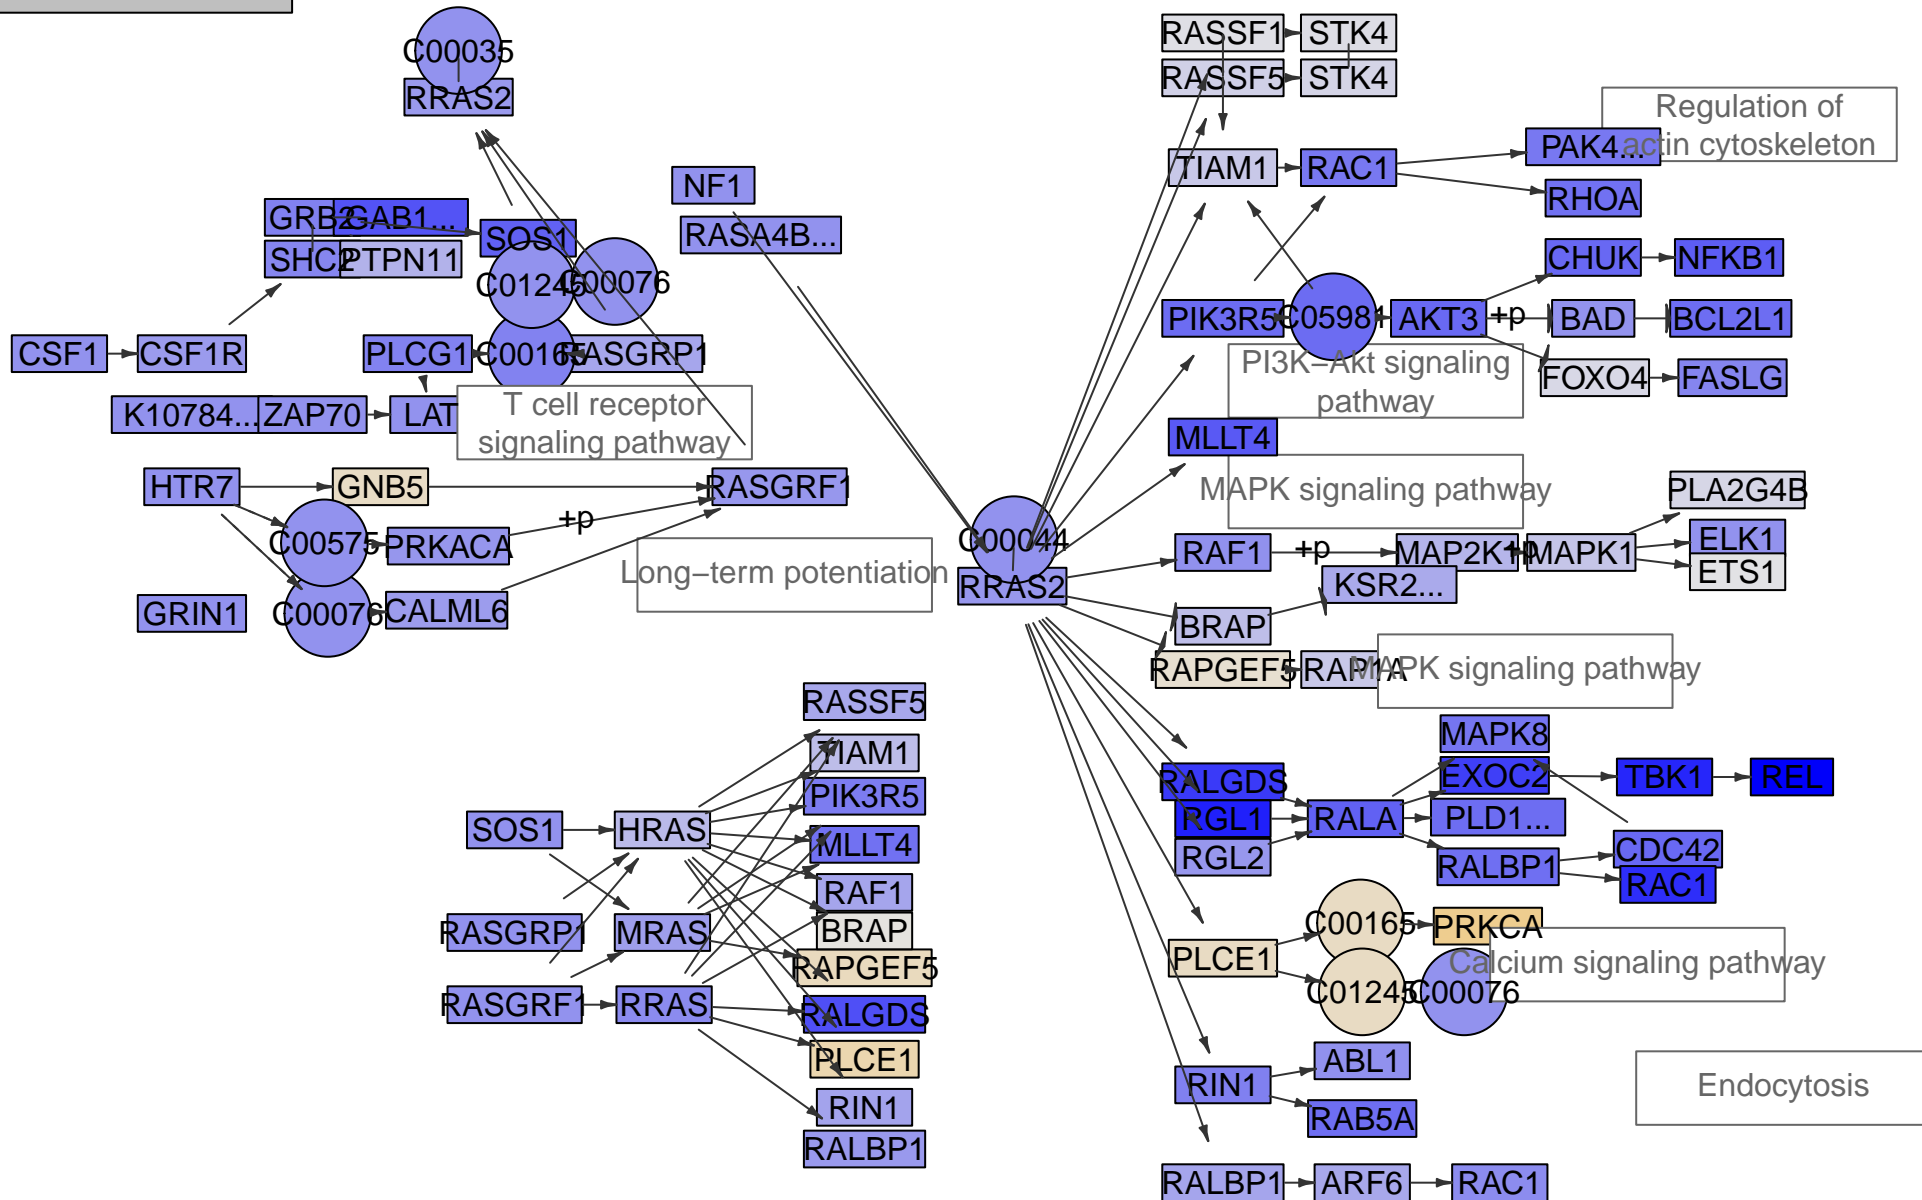 C00035
RRAS2
NF1
RASA4B...
GRB2
GAB1...
SOS1
SHC2
PTPN11
C01245
C00076
CSF1
CSF1R
PLCG1
C00165
RASGRP1
K10784...
ZAP70
LAT
T cell receptor
signaling pathway
HTR7
GNB5
RASGRF1
+p
C00575
PRKACA
Long−term potentiation
GRIN1
C00076
CALML6
RASSF1
STK4
RASSF5
STK4
Regulation of
actin cytoskeleton
PAK4...
TIAM1
RAC1
RHOA
CHUK
NFKB1
PIK3R5
C05981
AKT3
+p
BAD
BCL2L1
PI3K−Akt signaling
pathway
FOXO4
FASLG
MLLT4
MAPK signaling pathway
PLA2G4B
C00044
RRAS2
RAF1
+p
MAP2K1
+p
MAPK1
ELK1
ETS1
KSR2...
BRAP
RAPGEF5
RAP1A
MAPK signaling pathway
MAPK8
RALGDS
EXOC2
TBK1
REL
RGL1
RALA
PLD1...
RGL2
RALBP1
CDC42
RAC1
C00165
PRKCA
PLCE1
Calcium signaling pathway
C01245
C00076
RIN1
ABL1
RAB5A
Endocytosis
RALBP1
ARF6
RAC1
RASSF5
TIAM1
PIK3R5
SOS1
HRAS
MLLT4
RAF1
RASGRP1
MRAS
BRAP
RAPGEF5
RASGRF1
RRAS
RALGDS
PLCE1
RIN1
RALBP1